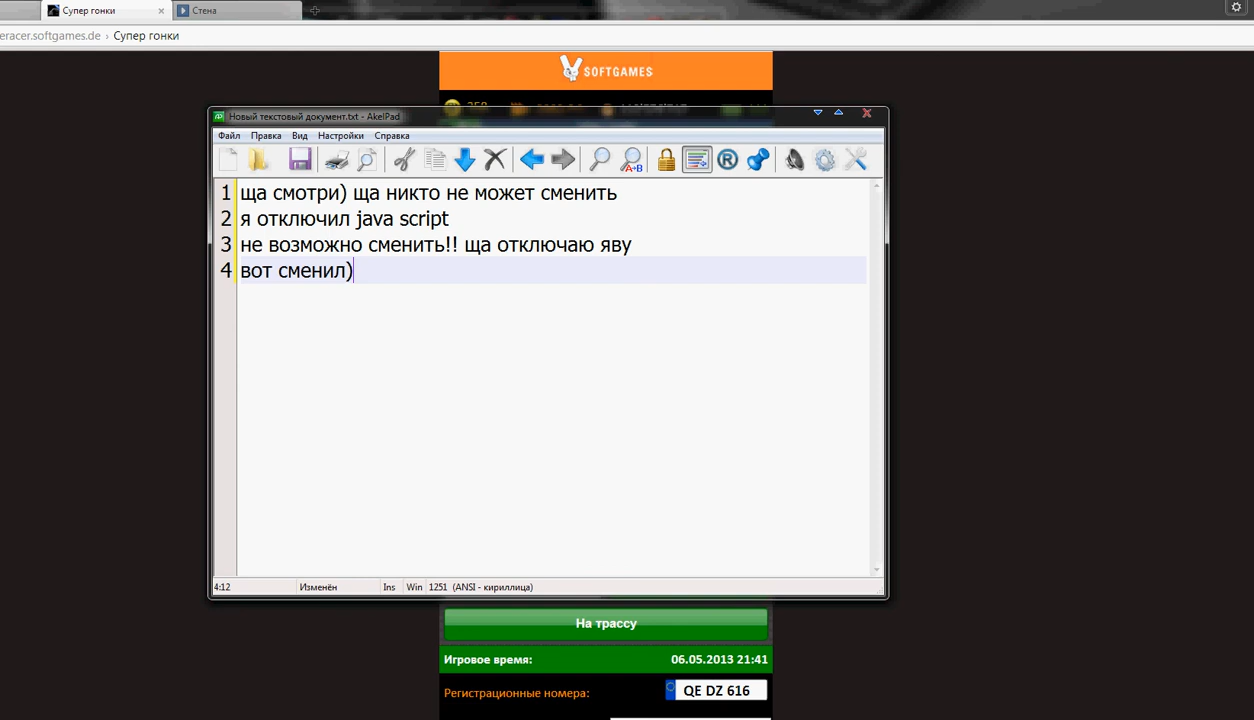 Супер гонки
Стена
eracer.softgames.de › Супер гонки
SOFTGAMES
Новый текстовый документ.txt - AkelPad
Файл Правка Вид Настройки Справка
A+B
R
1 ща смотри) ща никто не может сменить
2 я отключил java script
3 не возможно сменить!! ща отключаю яву
4 вот сменил)
4:12 Изменён Ins Win 1251 (ANSI - кириллица)
На трассу
Игровое время: 06.05.2013 21:41
Регистрационные номера: QE DZ 616